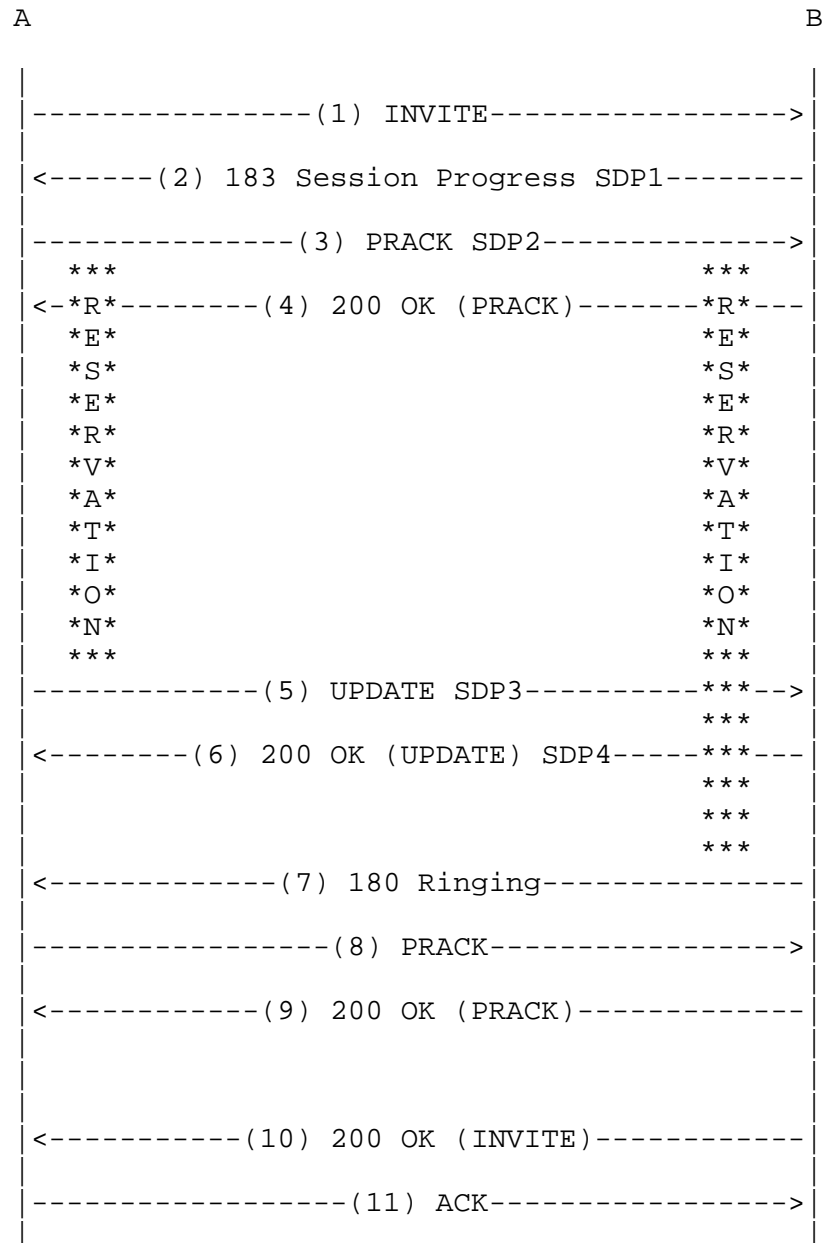 A                                                  B

|                                                   |
|------------------(1) INVITE---------------------->|
|                                                   |
|<------(2) 183 Session Progress SDP1---------|
|                                                   |
|-----------------(3) PRACK SDP2-------------->|
|  ***                                       ***   |
|<-*R*---------(4) 200 OK (PRACK)--------*R*---|
|  *E*                                       *E*   |
|  *S*                                       *S*   |
|  *E*                                       *E*   |
|  *R*                                       *R*   |
|  *V*                                       *V*   |
|  *A*                                       *A*   |
|  *T*                                       *T*   |
|  *I*                                       *I*   |
|  *O*                                       *O*   |
|  *N*                                       *N*   |
|  ***                                       ***   |
|-------------(5) UPDATE SDP3-----------***-->|
|                                            ***   |
|<--------(6) 200 OK (UPDATE) SDP4-----***---|
|                                            ***   |
|                                            ***   |
|                                            ***   |
|<-------------(7) 180 Ringing---------------|
|                                                   |
|-----------------(8) PRACK----------------->|
|                                                   |
|<------------(9) 200 OK (PRACK)-------------|
|                                                   |
|                                                   |
|                                                   |
|<-----------(10) 200 OK (INVITE)------------|
|                                                   |
|------------------(11) ACK----------------->|
|                                                   |